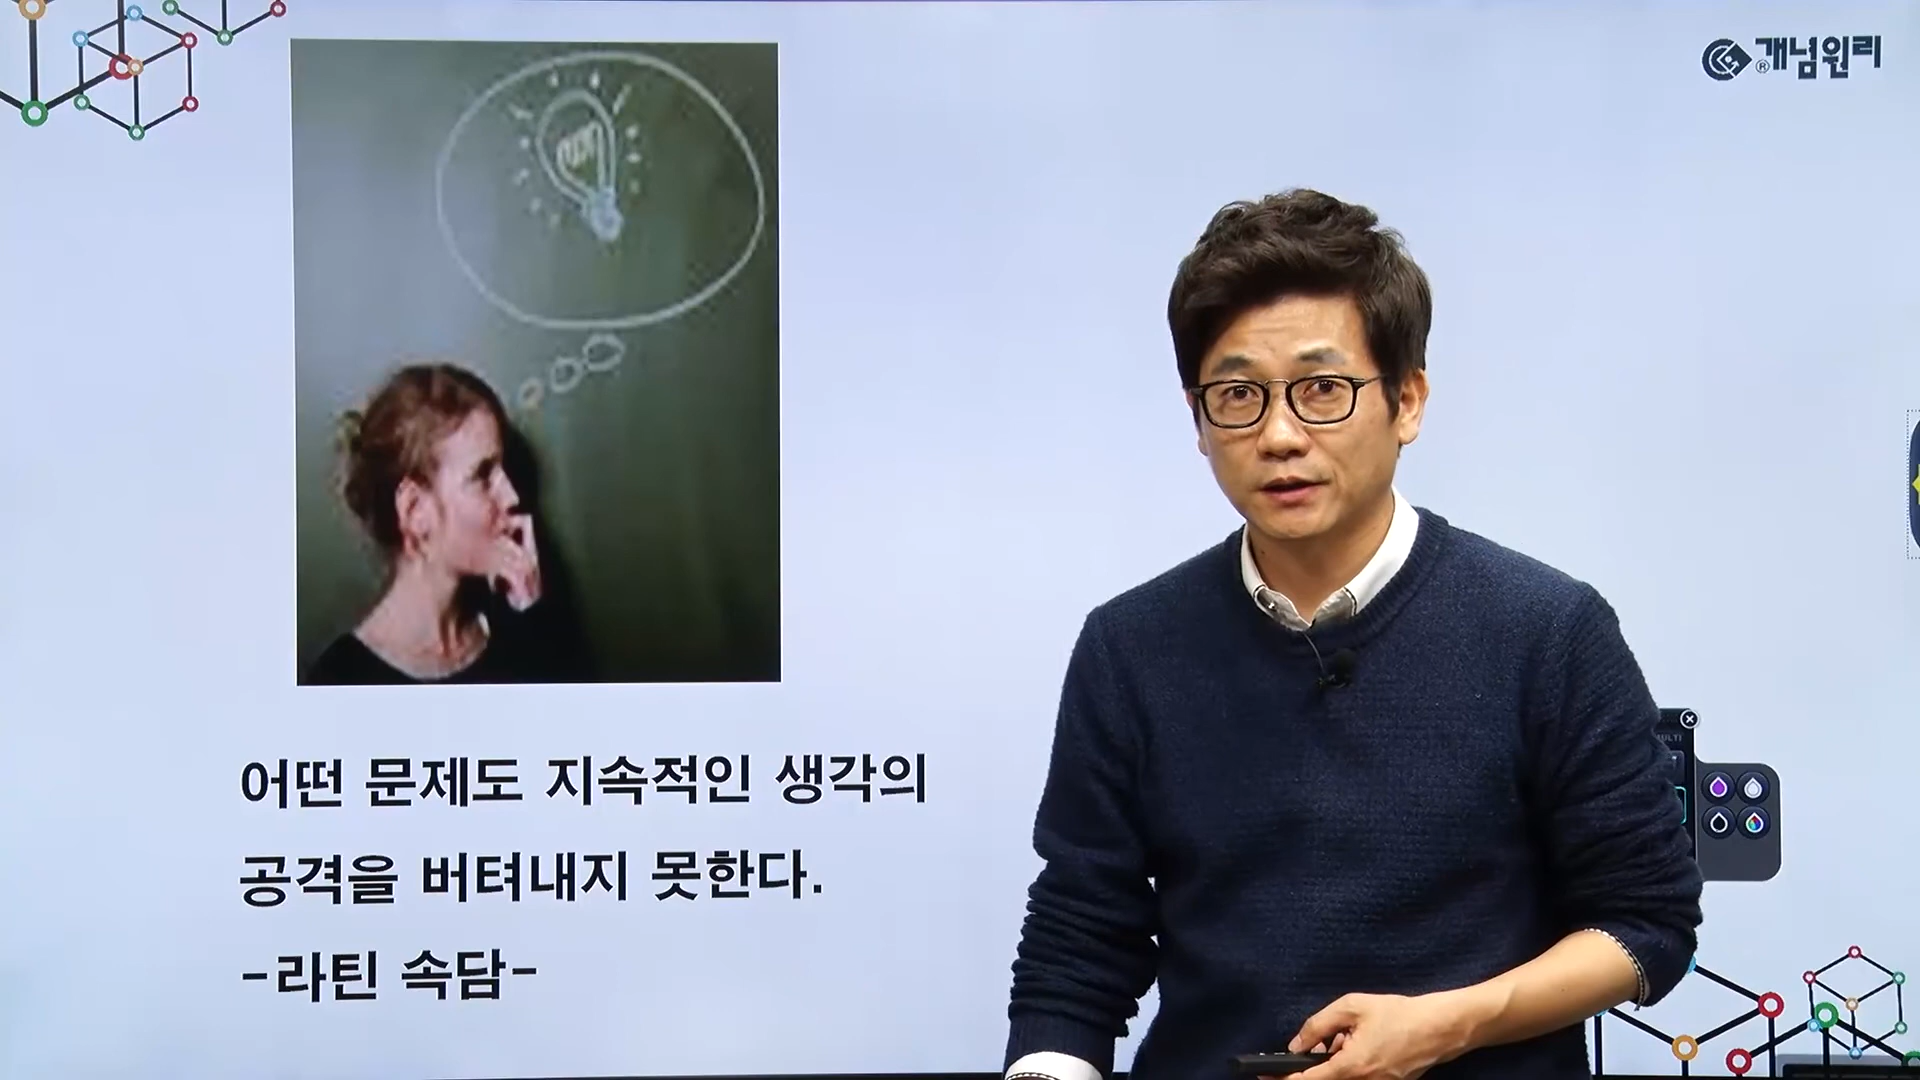 개념원리
어떤 문제도 지속적인 생각의
공격을 버텨내지 못한다.
-라틴 속담-